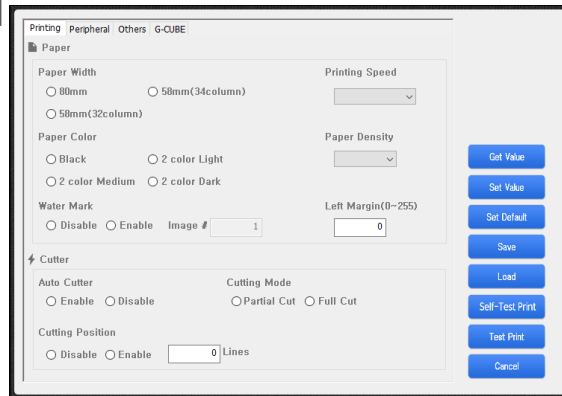 Printing Peripheral Others G-CUBE
Paper
Paper Width Printing Speed
80mm 58mm(34column)
58mm(32column)
Paper Color Paper Density
Black 2 color Light
2 color Medium 2 color Dark
Water Mark Left Margin(0~255)
Disable Enable Image # 1 0
Cutter
Auto Cutter Cutting Mode
Enable Disable Partial Cut Full Cut
Cutting Position
Disable Enable 0 Lines
Get Value
Set Value
Set Default
Save
Load
Self-Test Print
Test Print
Cancel